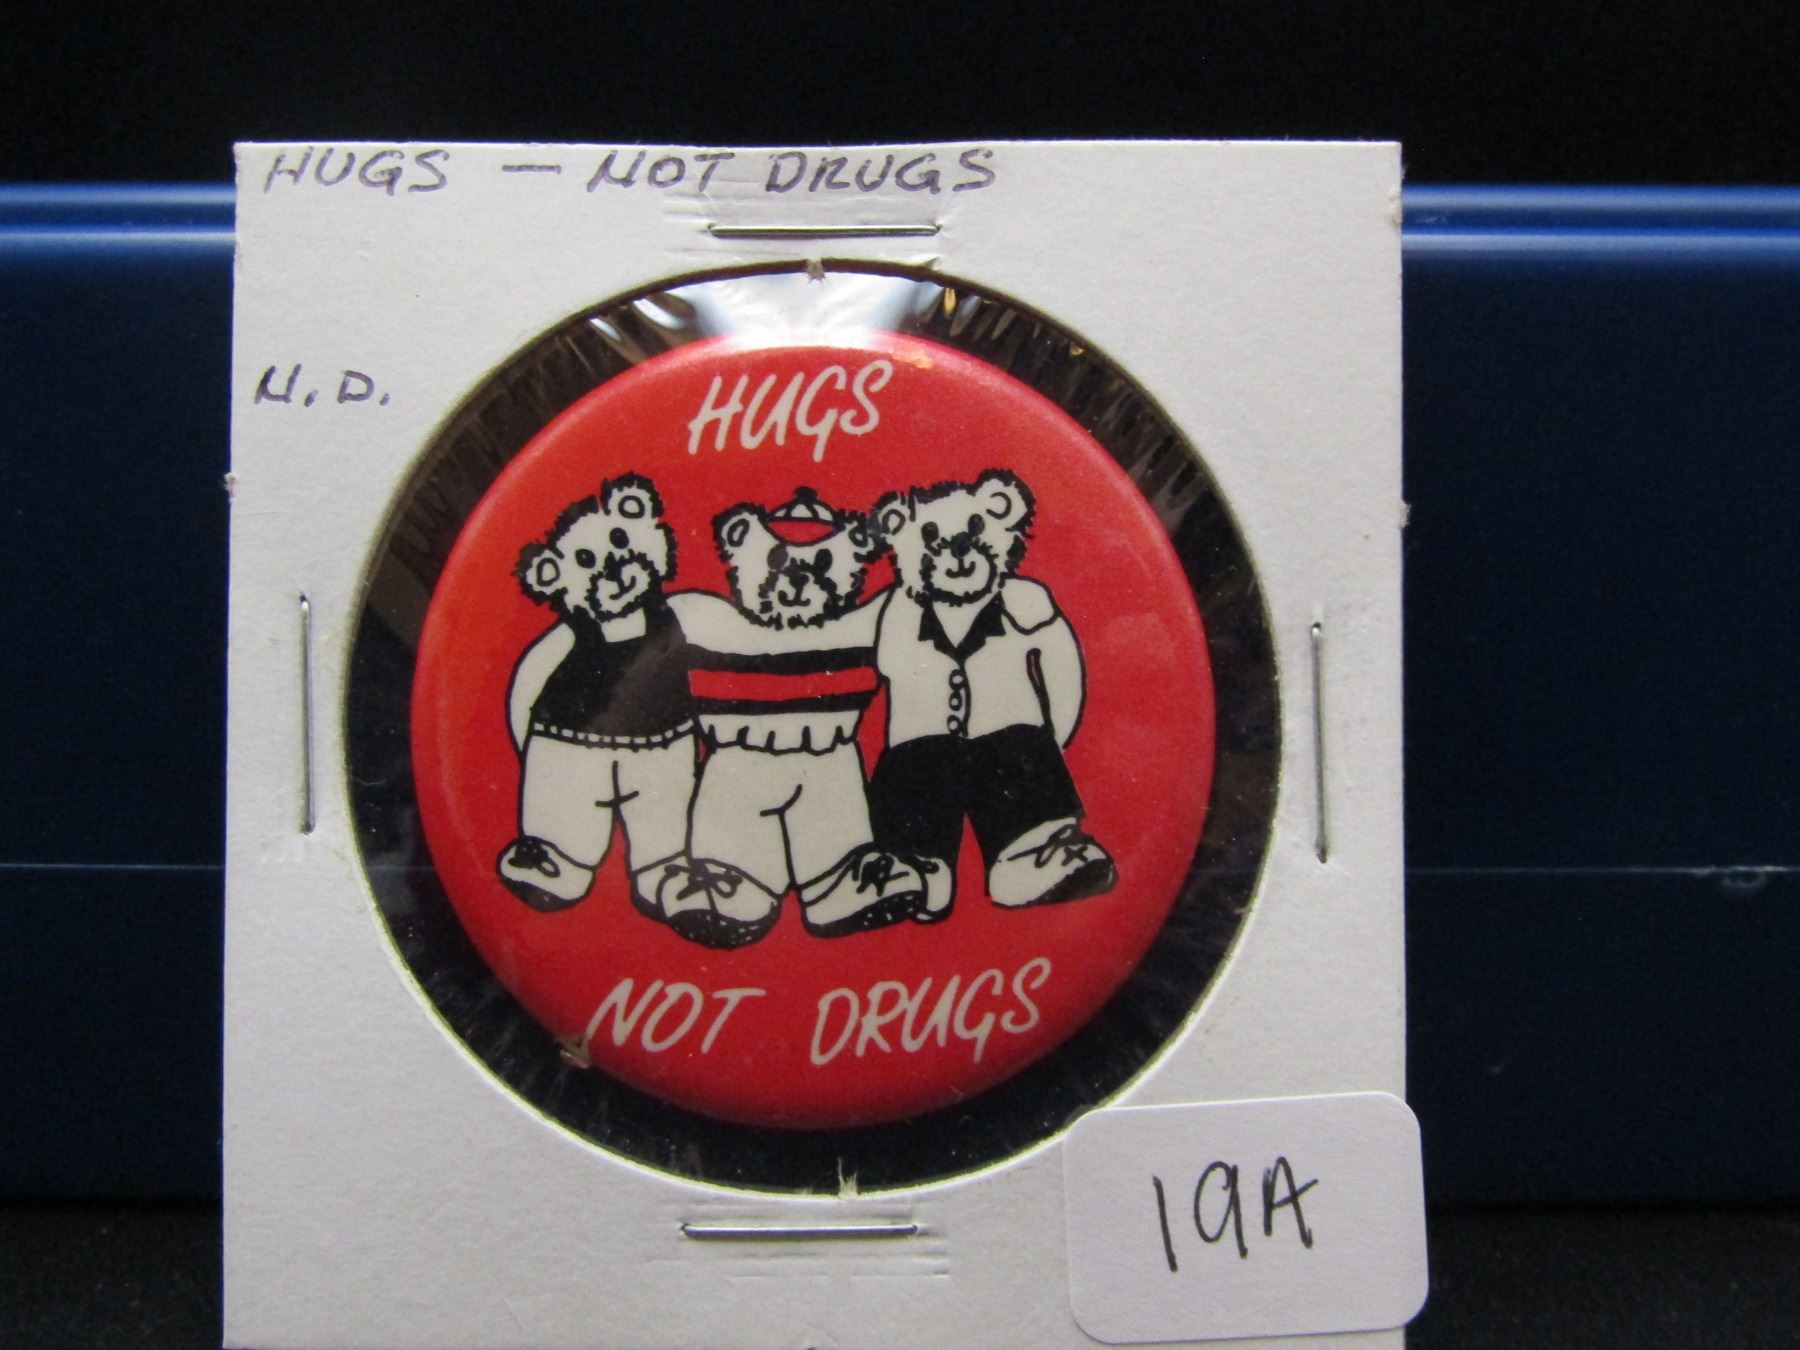 HUGS — NOT DRUGS
N.D.
HUGS
NOT DRUGS
19A